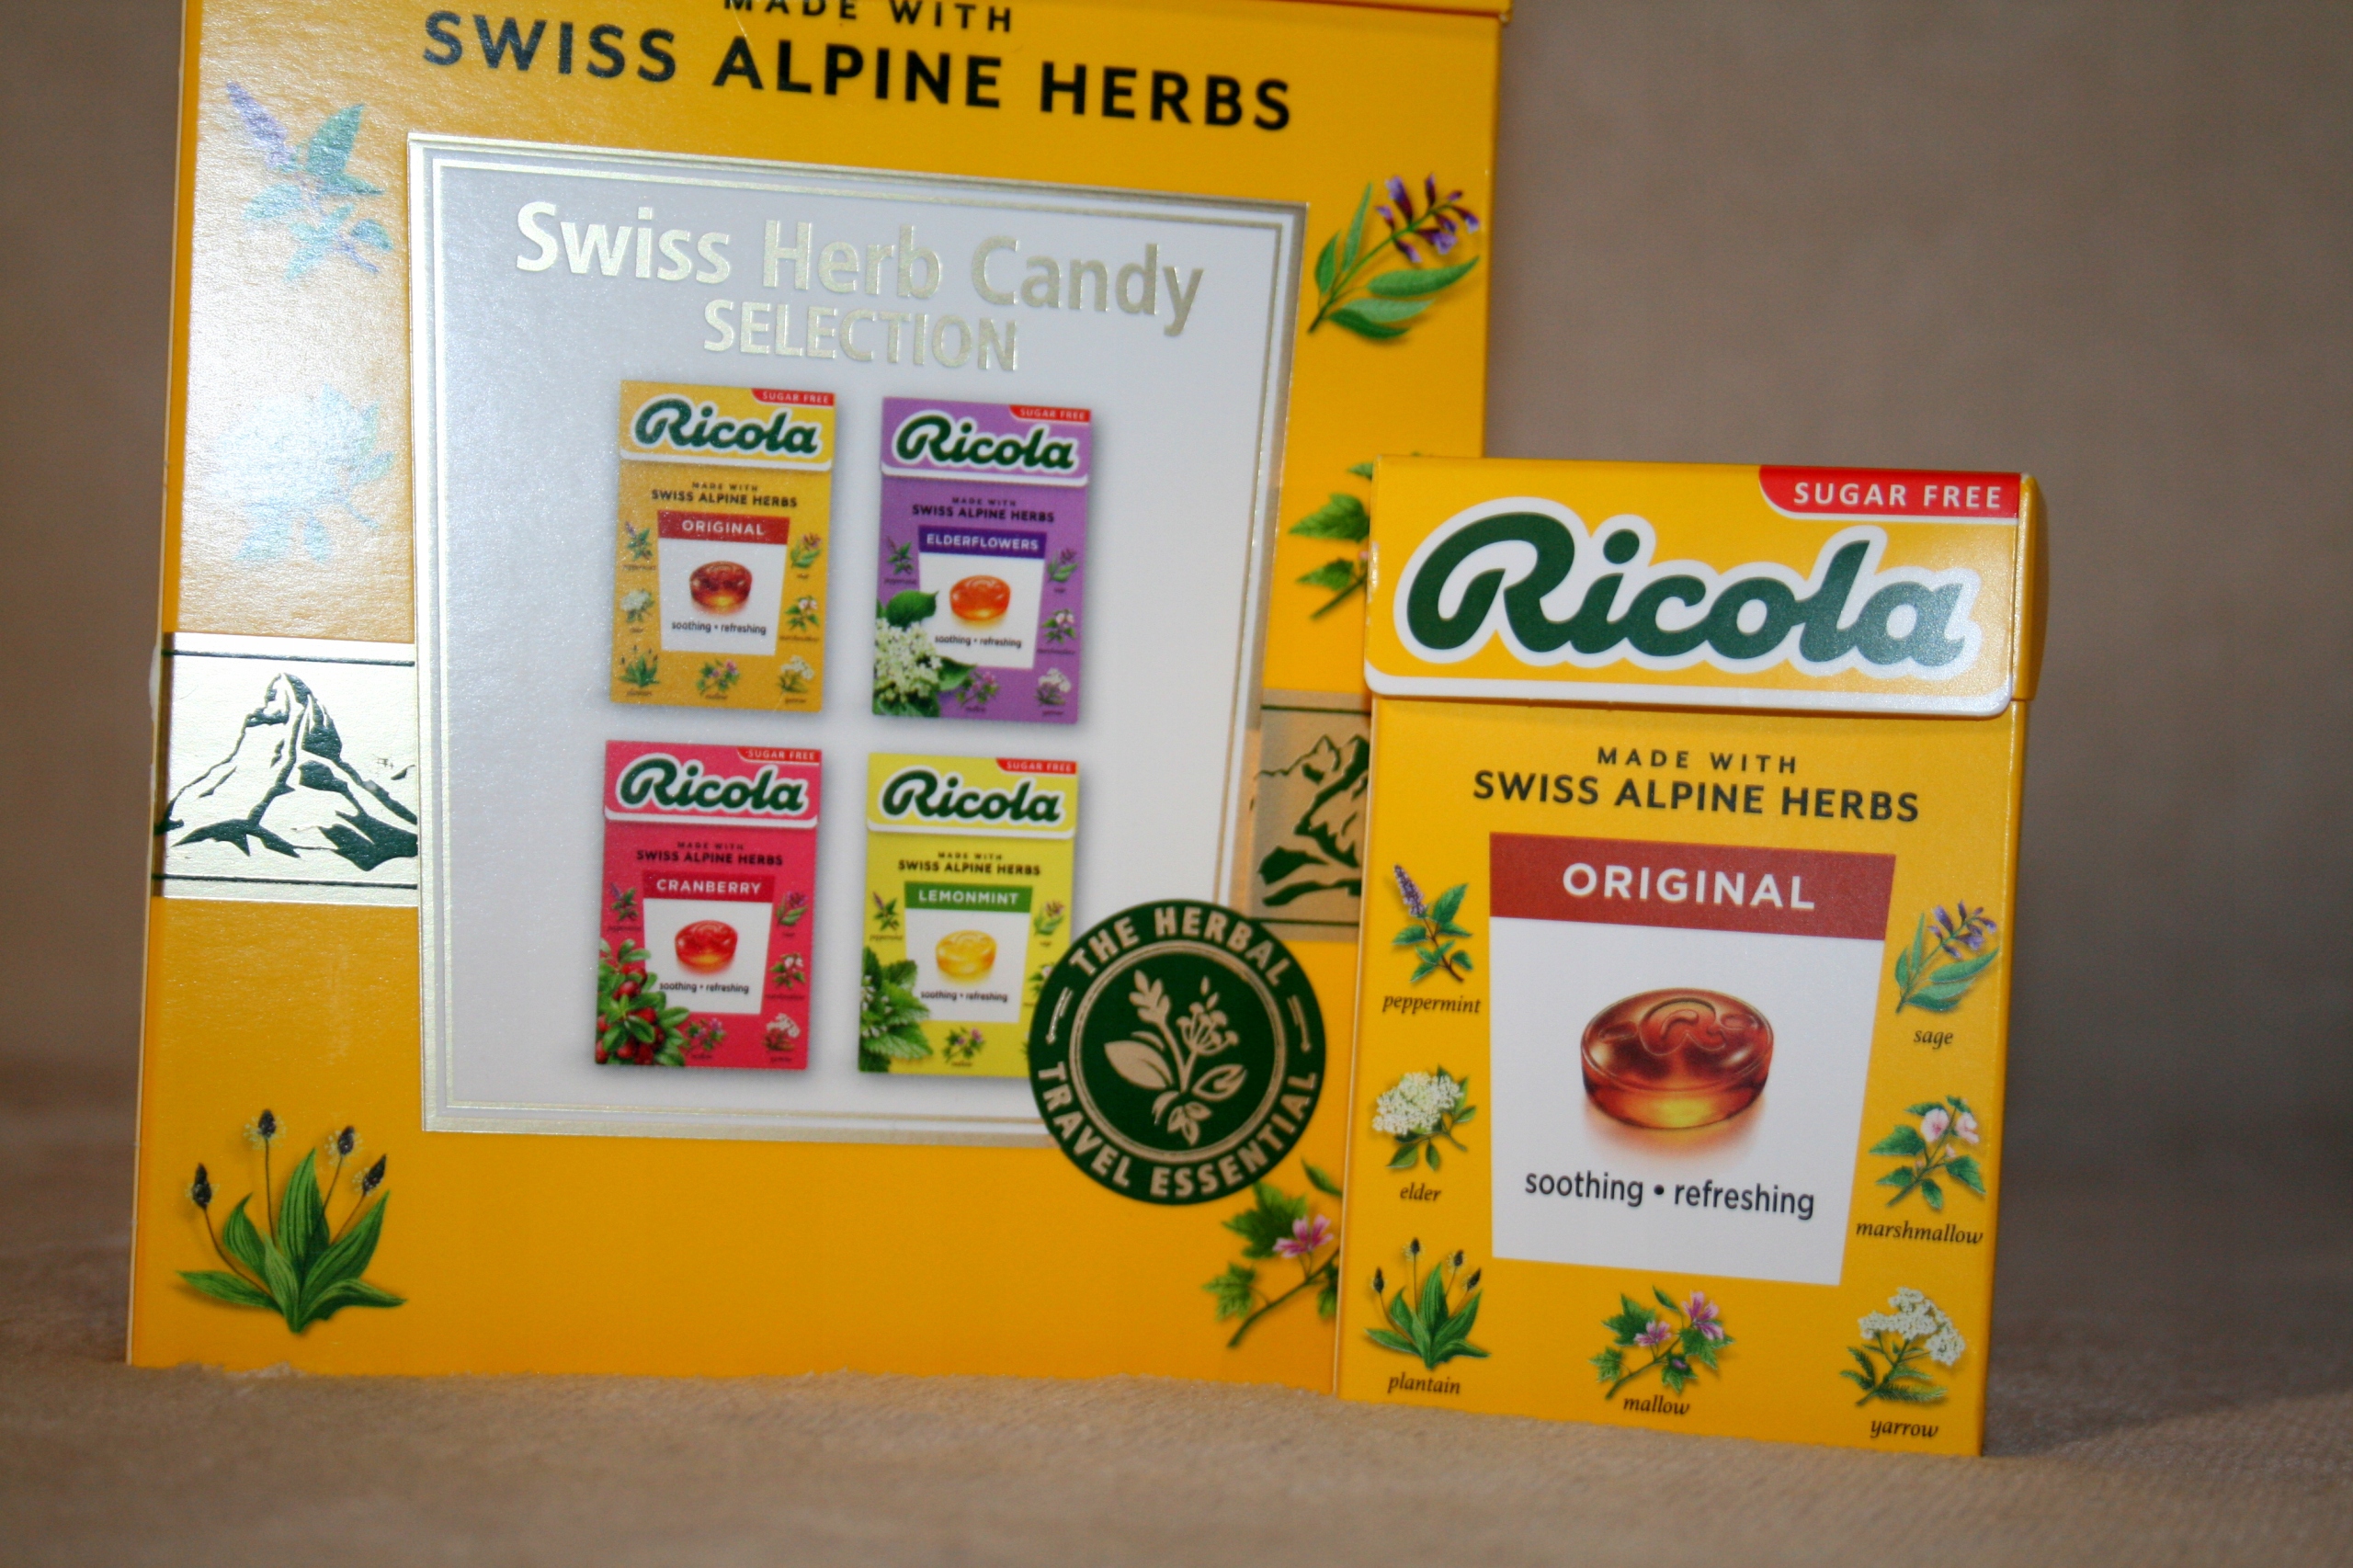 MADE WITH
SWISS ALPINE HERBS
Swiss Herb Candy
SELECTION
SUGAR FREE
Ricola
MADE WITH
SWISS ALPINE HERBS
ORIGINAL
soothing • refreshing
SUGAR FREE
Ricola
MADE WITH
SWISS ALPINE HERBS
ELDERFLOWERS
soothing • refreshing
SUGAR FREE
Ricola
MADE WITH
SWISS ALPINE HERBS
CRANBERRY
soothing • refreshing
SUGAR FREE
Ricola
MADE WITH
SWISS ALPINE HERBS
LEMONMINT
soothing • refreshing
THE HERBAL
TRAVEL ESSENTIAL
SUGAR FREE
Ricola
MADE WITH
SWISS ALPINE HERBS
ORIGINAL
peppermint
sage
elder
soothing • refreshing
marshmallow
plantain
mallow
yarrow